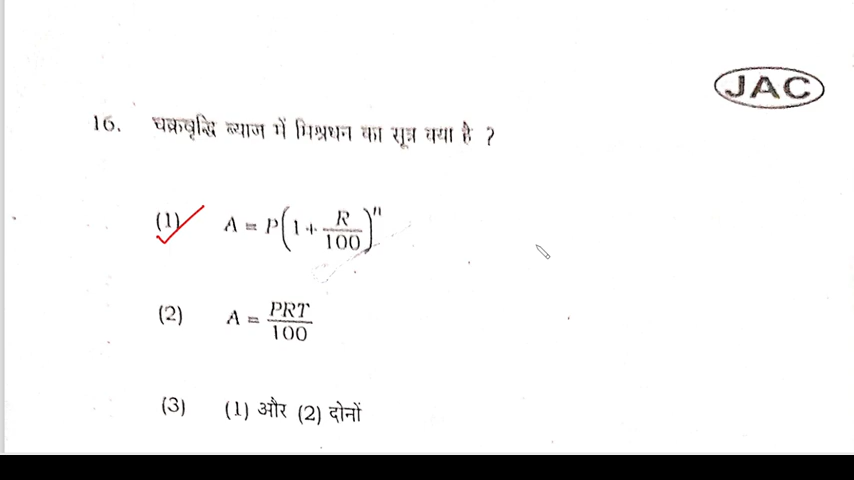 JAC
16. चक्रवृद्धि ब्याज में मिश्रधन का सूत्र क्या है ?
(1) A = P(1 + R/100)^n
(2) A = PRT/100
(3) (1) और (2) दोनों